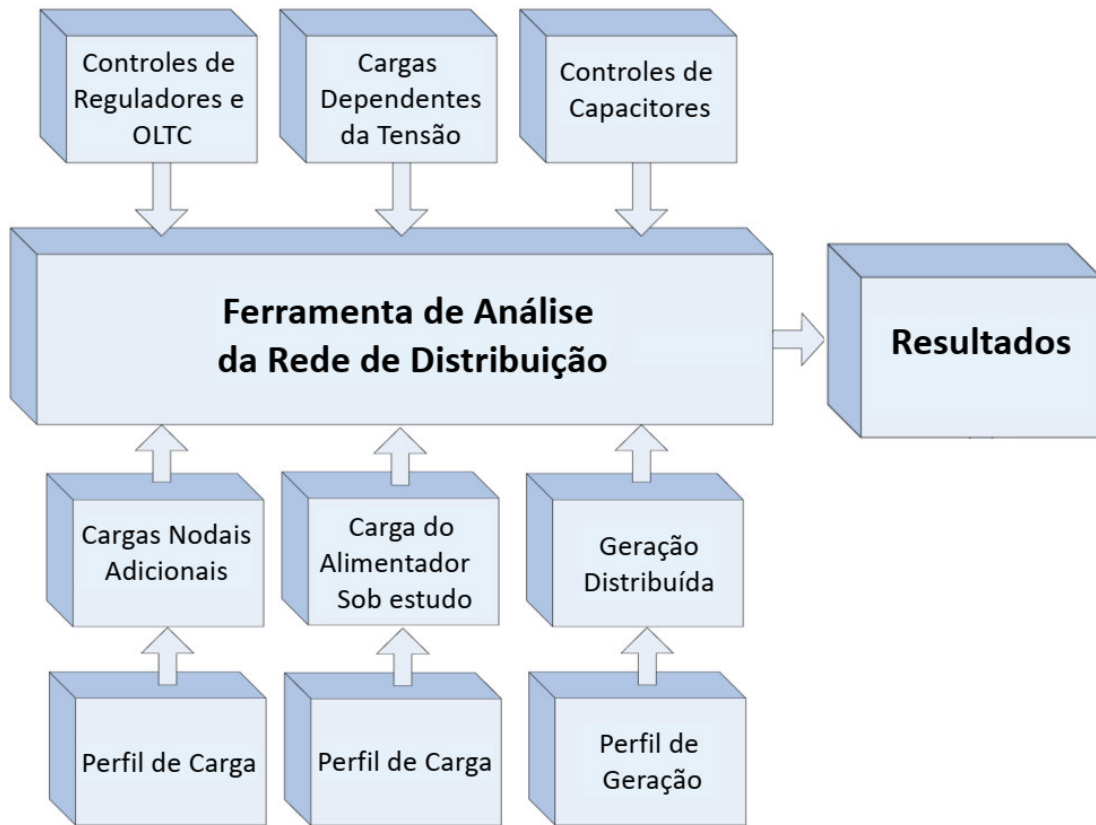 Controles de
Reguladores e
OLTC
Cargas
Dependentes
da Tensão
Controles de
Capacitores
Ferramenta de Análise
da Rede de Distribuição
Resultados
Cargas Nodais
Adicionais
Carga do
Alimentador
Sob estudo
Geração
Distribuída
Perfil de Carga
Perfil de Carga
Perfil de
Geração